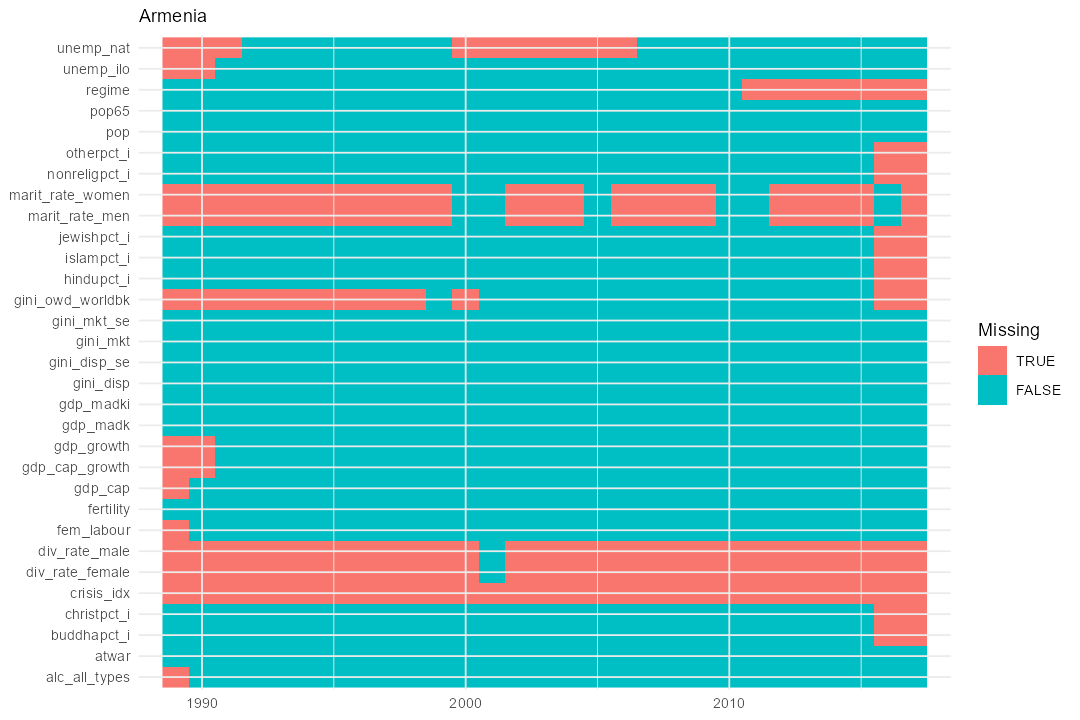 Armenia
unemp_nat
unemp_ilo
regime
pop65
pop
otherpct_i
nonreligpct_i
marit_rate_women
marit_rate_men
jewishpct_i
islampct_i
hindupct_i
gini_owd_worldbk
gini_mkt_se
gini_mkt
gini_disp_se
gini_disp
gdp_madki
gdp_madk
gdp_growth
gdp_cap_growth
gdp_cap
fertility
fem_labour
div_rate_male
div_rate_female
crisis_idx
christpct_i
buddhapct_i
atwar
alc_all_types
1990 2000 2010
Missing
TRUE
FALSE